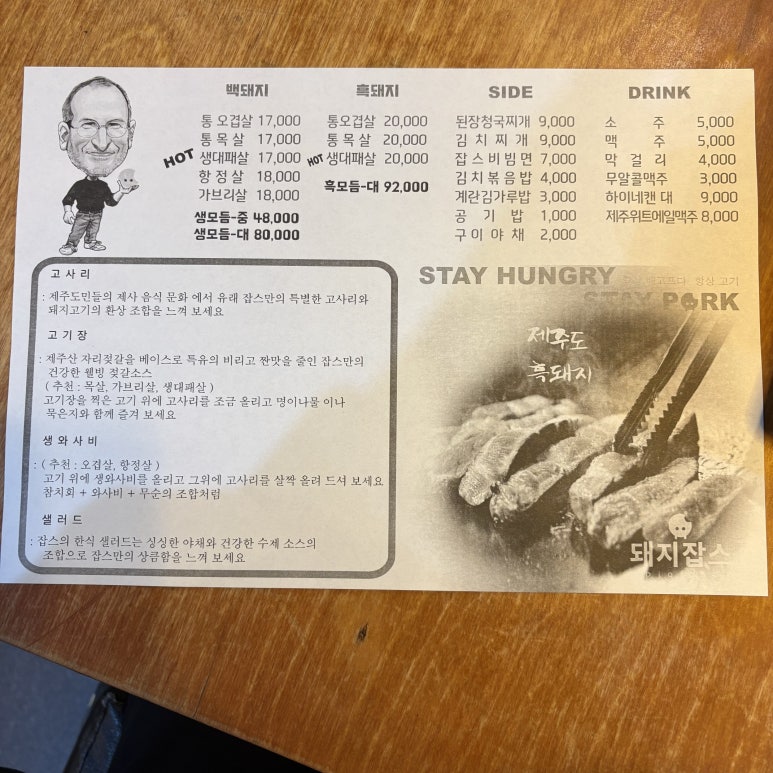 백돼지
통 오겹살 17,000
통 목 살 17,000
HOT 생대패살 17,000
항 정 살 18,000
가브리살 18,000
생모듬-중 48,000
생모듬-대 80,000
흑돼지
통오겹살 20,000
통 목 살 20,000
HOT 생대패살 20,000
흑모듬-대 92,000
SIDE
된장청국찌개 9,000
김 치 찌 개 9,000
잡스비빔면 7,000
김치볶음밥 4,000
계란김가루밥 3,000
공 기 밥 1,000
구 이 야 채 2,000
DRINK
소 주 5,000
맥 주 5,000
막 걸 리 4,000
무알콜맥주 3,000
하이네캔 대 9,000
제주위트에일맥주 8,000
고 사 리
: 제주도민들의 제사 음식 문화 에서 유래 잡스만의 특별한 고사리와
돼지고기의 환상 조합을 느껴 보세요
고 기 장
: 제주산 자리젖갈을 베이스로 특유의 비리고 짠맛을 줄인 잡스만의
건강한 웰빙 젖갈소스
( 추천 : 목살, 가브리살, 생대패살 )
고기장을 찍은 고기 위에 고사리를 조금 올리고 명이나물 이나
묵은지와 함께 즐겨 보세요
생 와 사 비
: ( 추천 : 오겹살, 항정살 )
고기 위에 생와사비를 올리고 그위에 고사리를 살짝 올려 드셔 보세요
참치회 + 와사비 + 무순의 조합처럼
샐 러 드
: 잡스의 한식 샐러드는 싱싱한 야채와 건강한 수제 소스의
조합으로 잡스만의 상큼함을 느껴 보세요
STAY HUNGRY
항상 고기
STAY PORK
제주도
흑돼지
돼지잡스